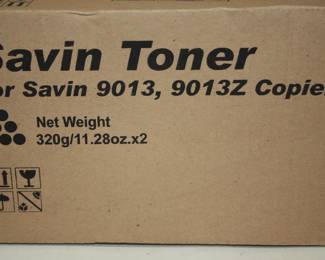 Savin Toner
or Savin 9013, 9013Z Copie
Net Weight
320g/11.28oz.x2